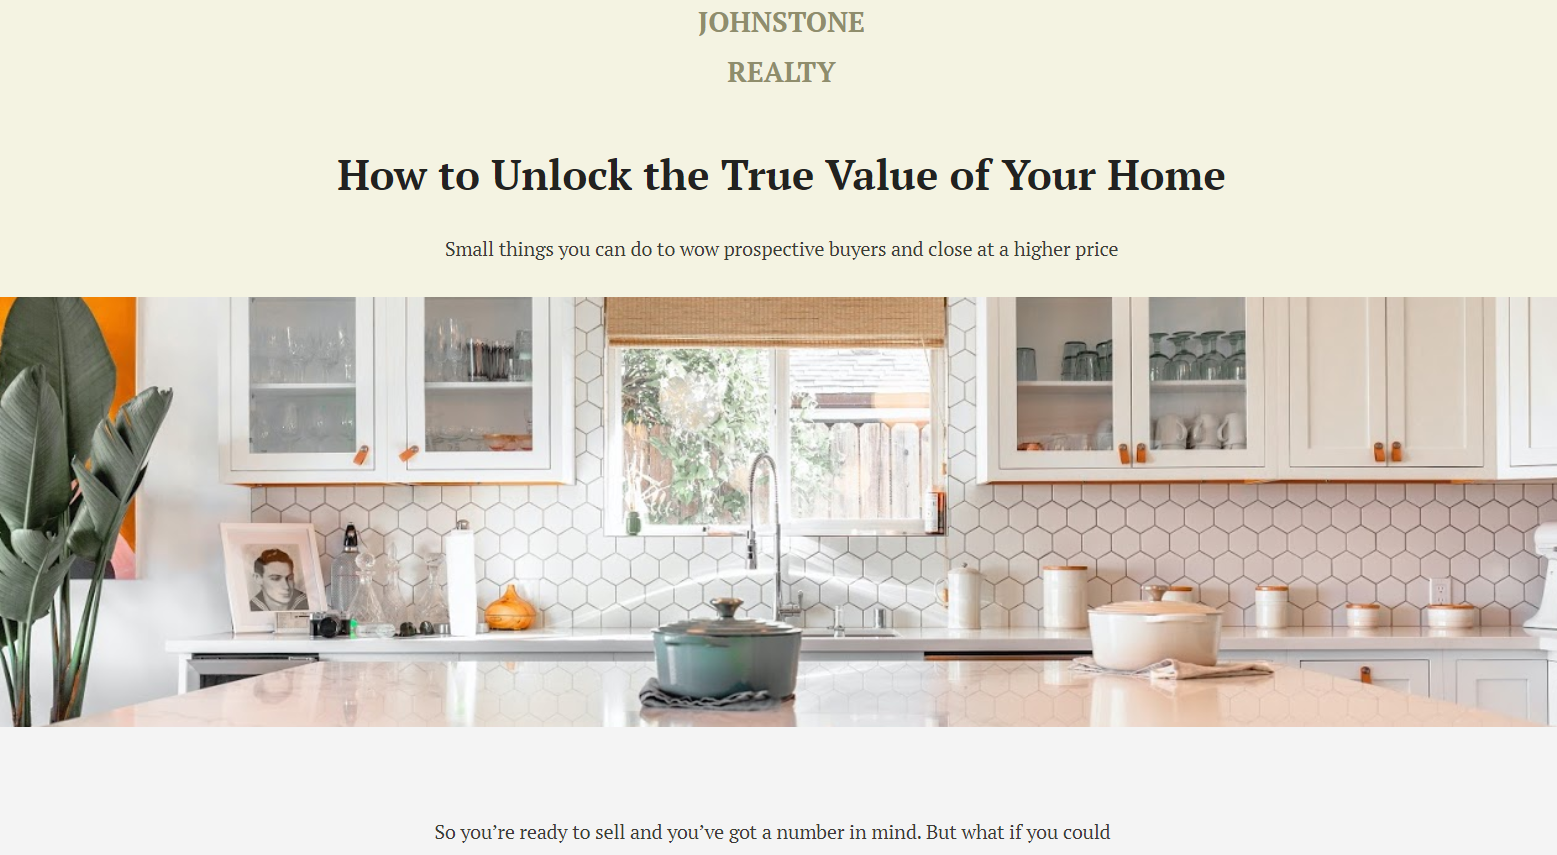 JOHNSTONE
REALTY
How to Unlock the True Value of Your Home
Small things you can do to wow prospective buyers and close at a higher price
So you’re ready to sell and you’ve got a number in mind. But what if you could